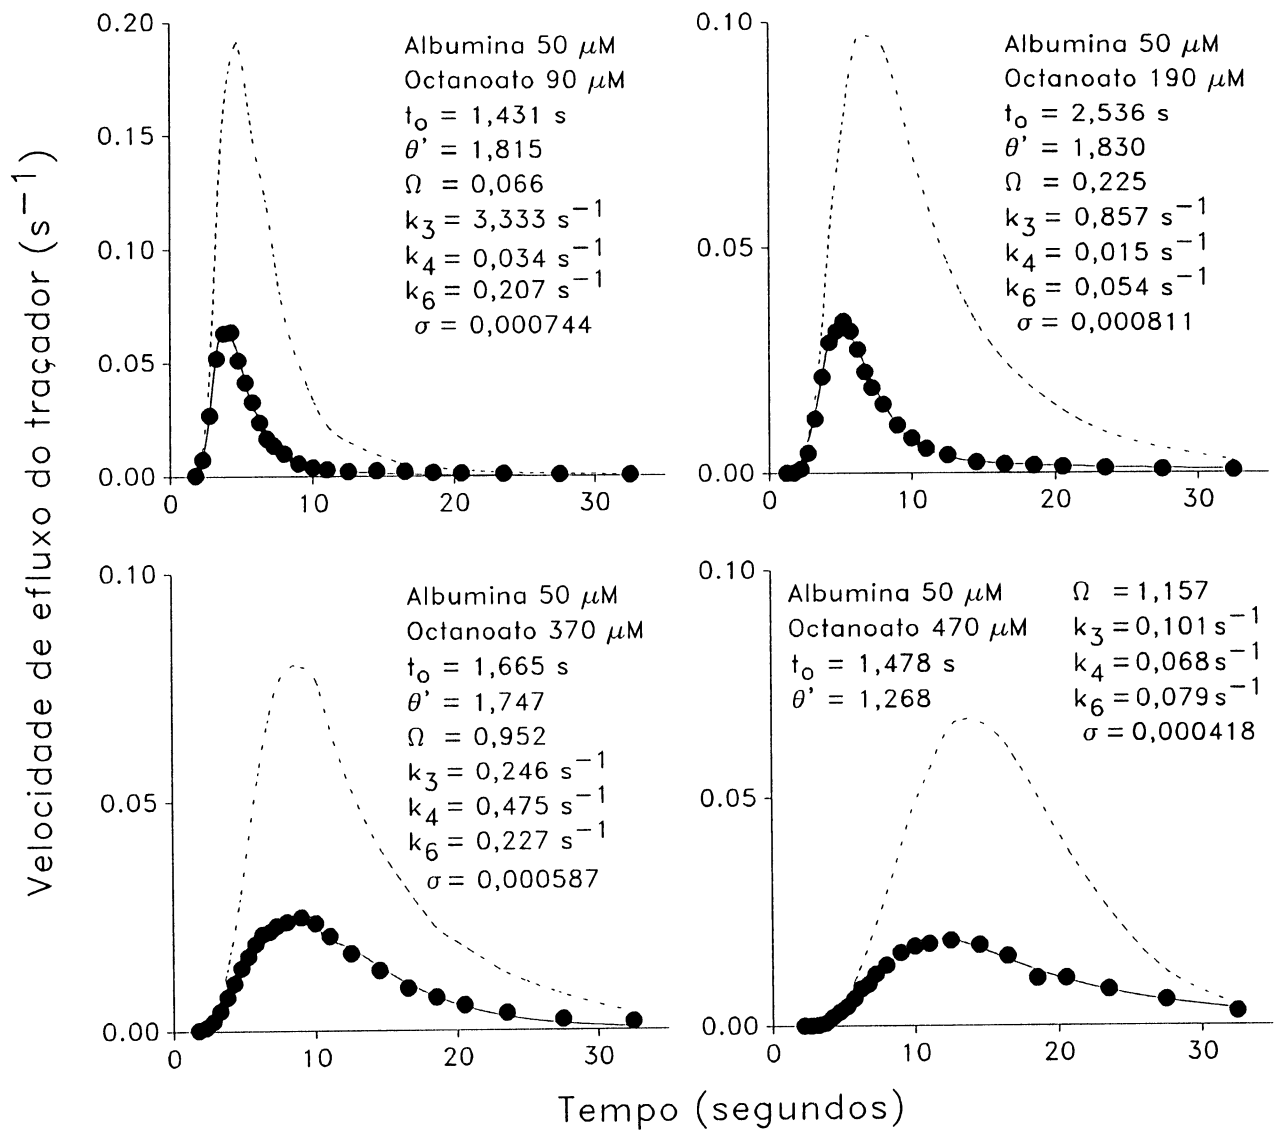 Velocidade de efluxo do traçador (s−1)
0.20
0.15
0.10
0.05
0.00
0 10 20 30
Albumina 50 μM
Octanoato 90 μM
to = 1,431 s
θ' = 1,815
Ω = 0,066
k3 = 3,333 s−1
k4 = 0,034 s−1
k6 = 0,207 s−1
σ = 0,000744
0.10
0.05
0.00
0 10 20 30
Albumina 50 μM
Octanoato 190 μM
to = 2,536 s
θ' = 1,830
Ω = 0,225
k3 = 0,857 s−1
k4 = 0,015 s−1
k6 = 0,054 s−1
σ = 0,000811
0.10
0.05
0.00
0 10 20 30
Albumina 50 μM
Octanoato 370 μM
to = 1,665 s
θ' = 1,747
Ω = 0,952
k3 = 0,246 s−1
k4 = 0,475 s−1
k6 = 0,227 s−1
σ = 0,000587
0.10
0.05
0.00
0 10 20 30
Albumina 50 μM
Octanoato 470 μM
to = 1,478 s
θ' = 1,268
Ω = 1,157
k3 = 0,101 s−1
k4 = 0,068 s−1
k6 = 0,079 s−1
σ = 0,000418
Tempo (segundos)